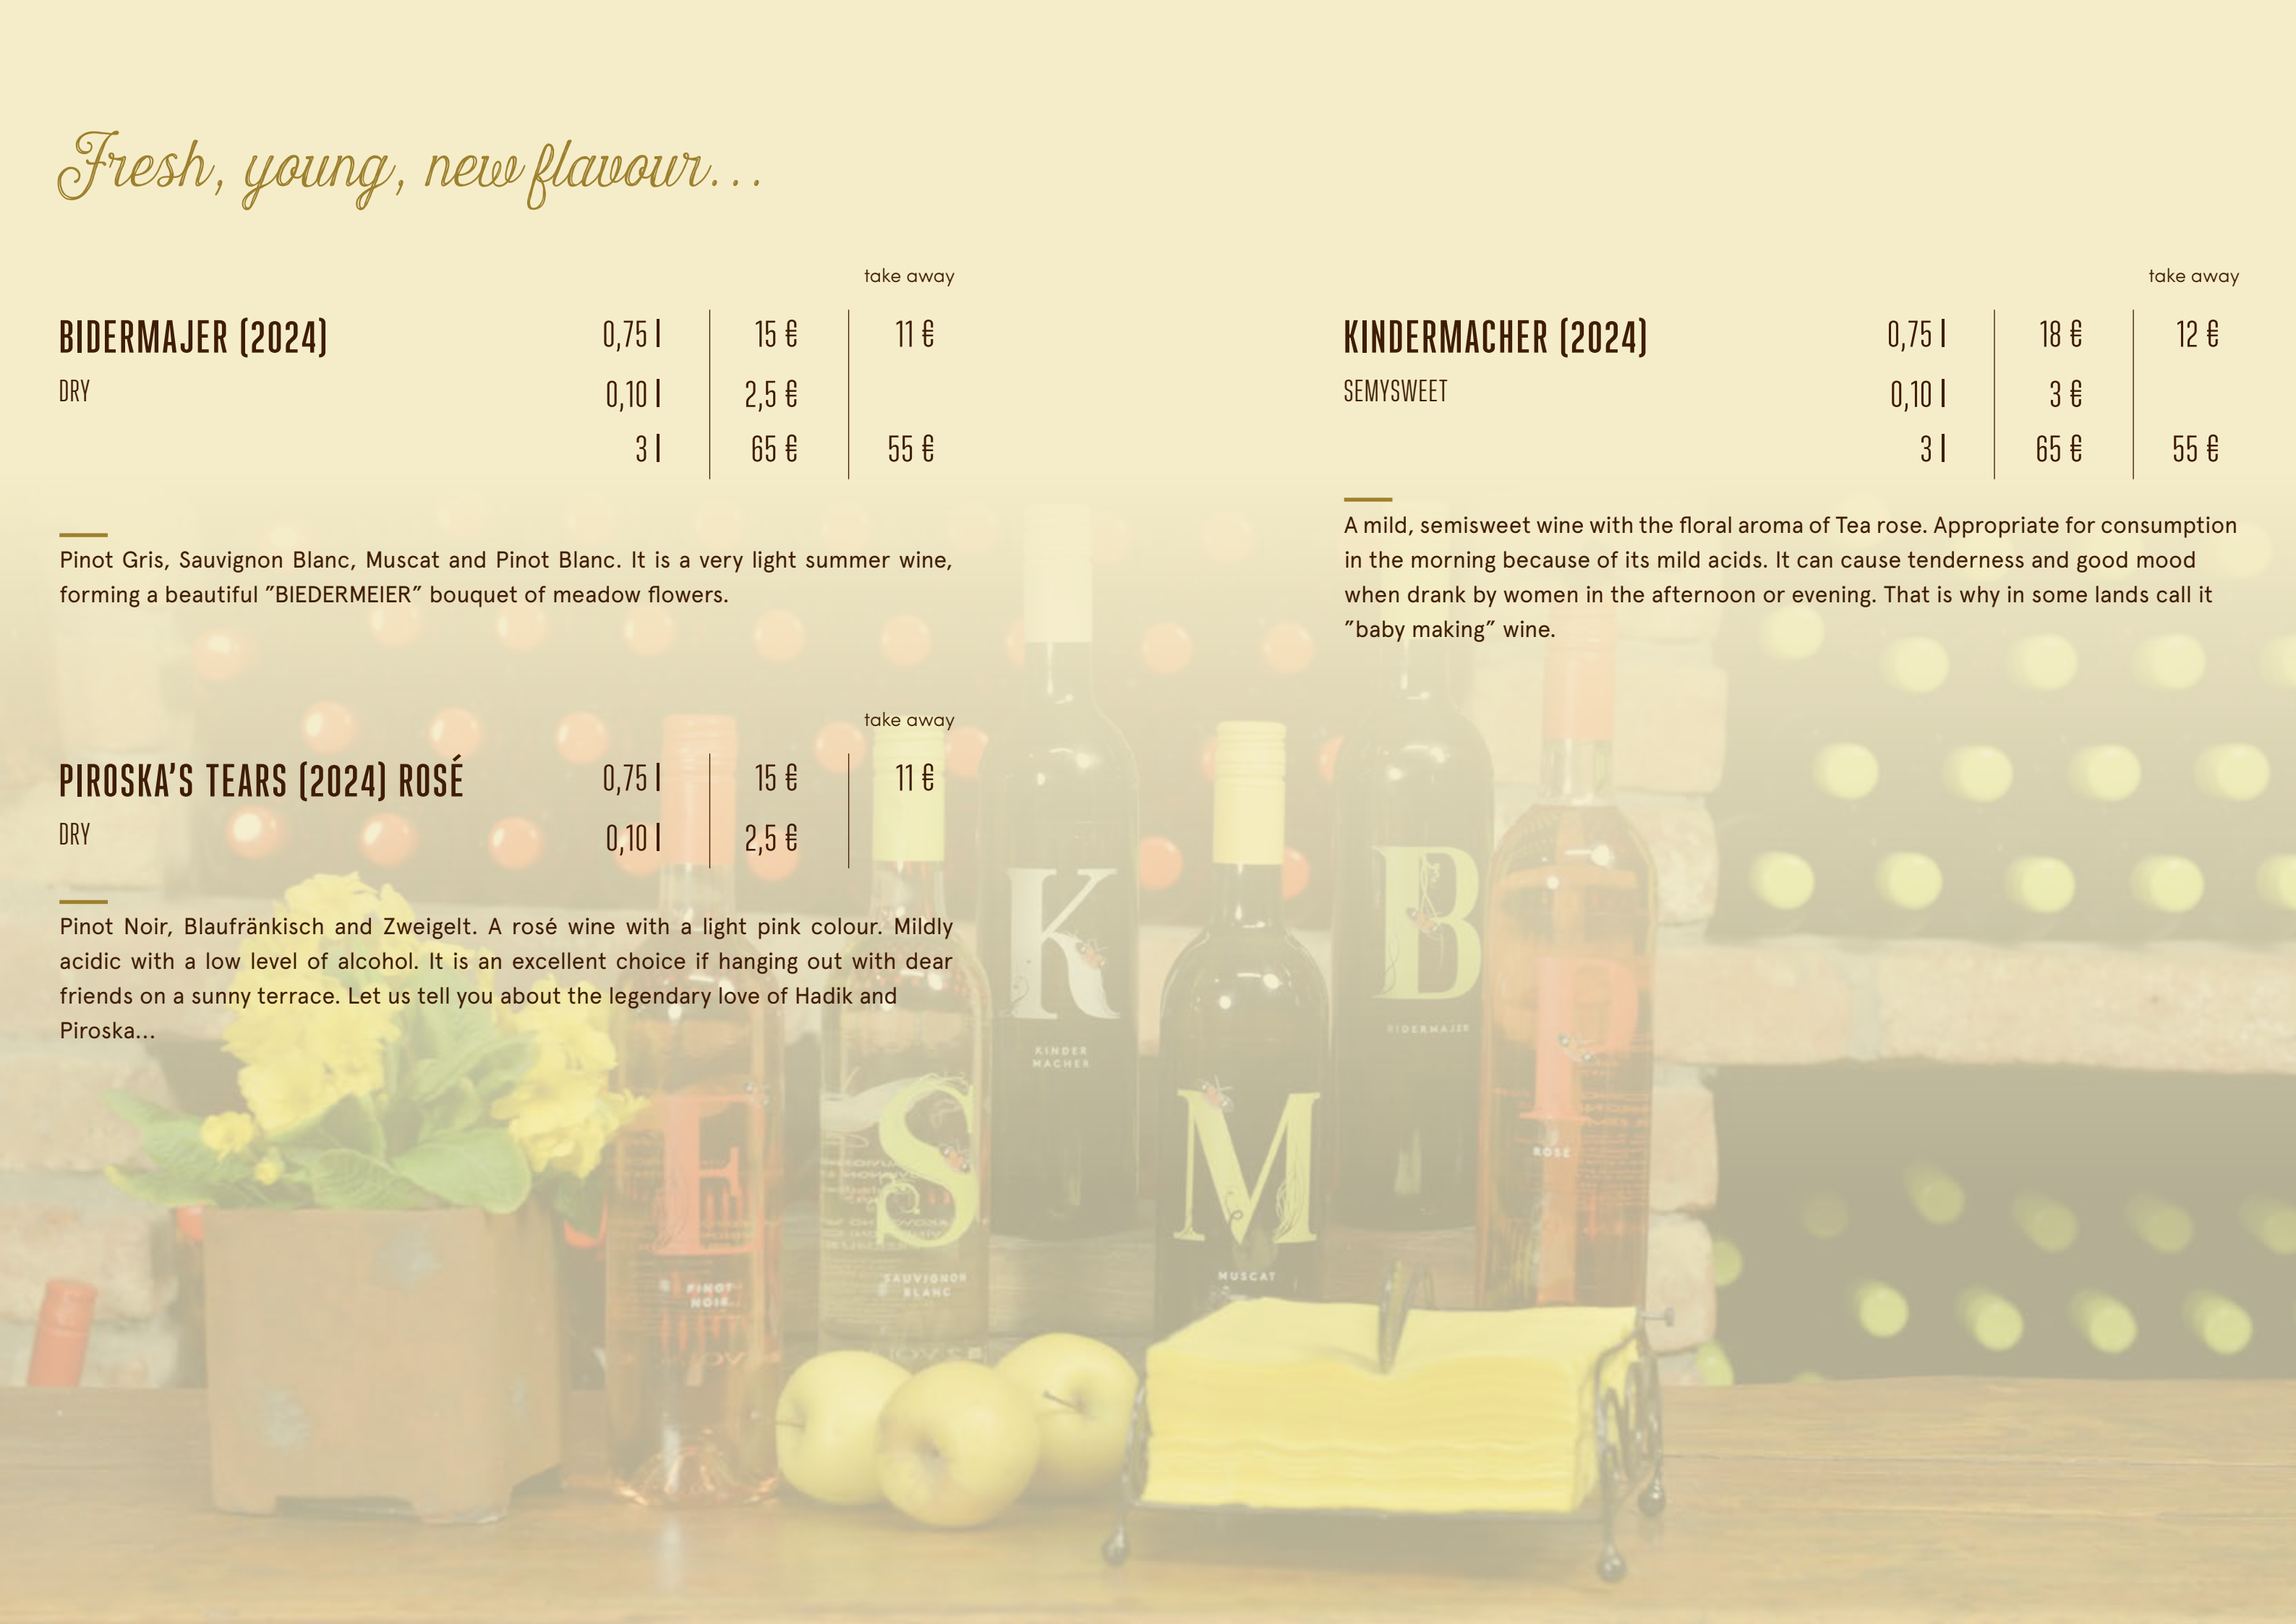 Fresh, young, new flavour...
take away
BIDERMAJER (2024)
0,75 l 15 € 11 €
DRY
0,10 l 2,5 €
3 l 65 € 55 €
Pinot Gris, Sauvignon Blanc, Muscat and Pinot Blanc. It is a very light summer wine,
forming a beautiful ˝BIEDERMEIER˝ bouquet of meadow flowers.
take away
PIROSKA’S TEARS (2024) ROSÉ
0,75 l 15 € 11 €
DRY
0,10 l 2,5 €
Pinot Noir, Blaufränkisch and Zweigelt. A rosé wine with a light pink colour. Mildly
acidic with a low level of alcohol. It is an excellent choice if hanging out with dear
friends on a sunny terrace. Let us tell you about the legendary love of Hadik and
Piroska...
take away
KINDERMACHER (2024)
0,75 l 18 € 12 €
SEMYSWEET
0,10 l 3 €
3 l 65 € 55 €
A mild, semisweet wine with the floral aroma of Tea rose. Appropriate for consumption
in the morning because of its mild acids. It can cause tenderness and good mood
when drank by women in the afternoon or evening. That is why in some lands call it
˝baby making˝ wine.
K
KINDER
MACHER
B
BIDERMAJER
S
SAUVIGNON
BLANC
M
MUSCAT
PINOT
NOIR
ROSÉ